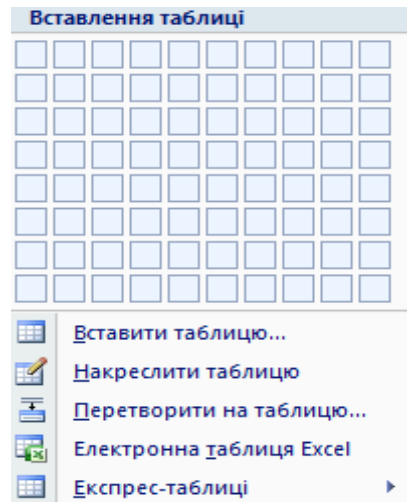 Вставлення таблиці
Вставити таблицю...
Накреслити таблицю
Перетворити на таблицю...
Електронна таблиця Excel
Експрес-таблиці